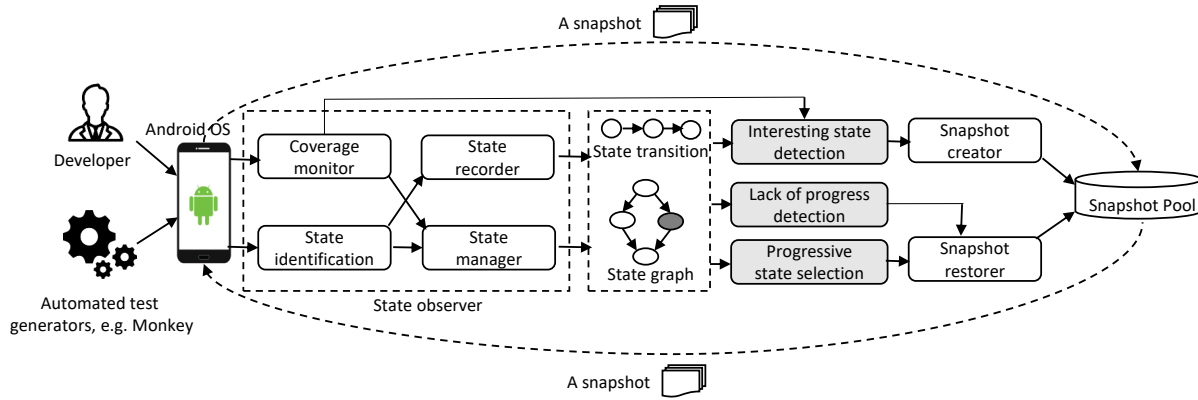 A snapshot
Developer
Android OS
Automated test
generators, e.g. Monkey
Coverage
monitor
State
recorder
State
identification
State
manager
State observer
State transition
State graph
Interesting state
detection
Lack of progress
detection
Progressive
state selection
Snapshot
creator
Snapshot
restorer
Snapshot Pool
A snapshot